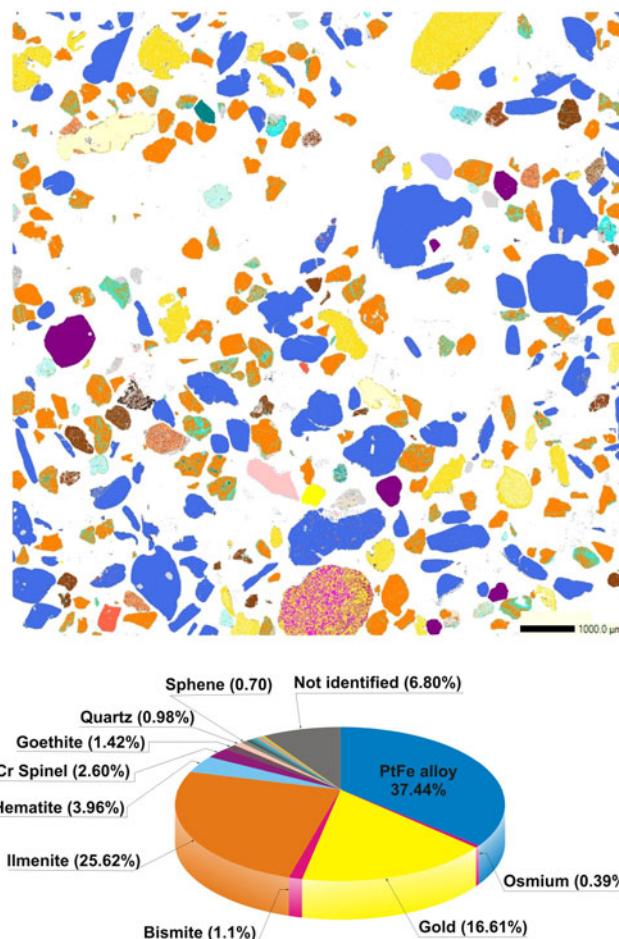 1000.0 µm
Sphene (0.70)
Not identified (6.80%)
Quartz (0.98%)
Goethite (1.42%)
Cr Spinel (2.60%)
Hematite (3.96%)
PtFe alloy
37.44%
Ilmenite (25.62%)
Osmium (0.39%
Bismite (1.1%)
Gold (16.61%)